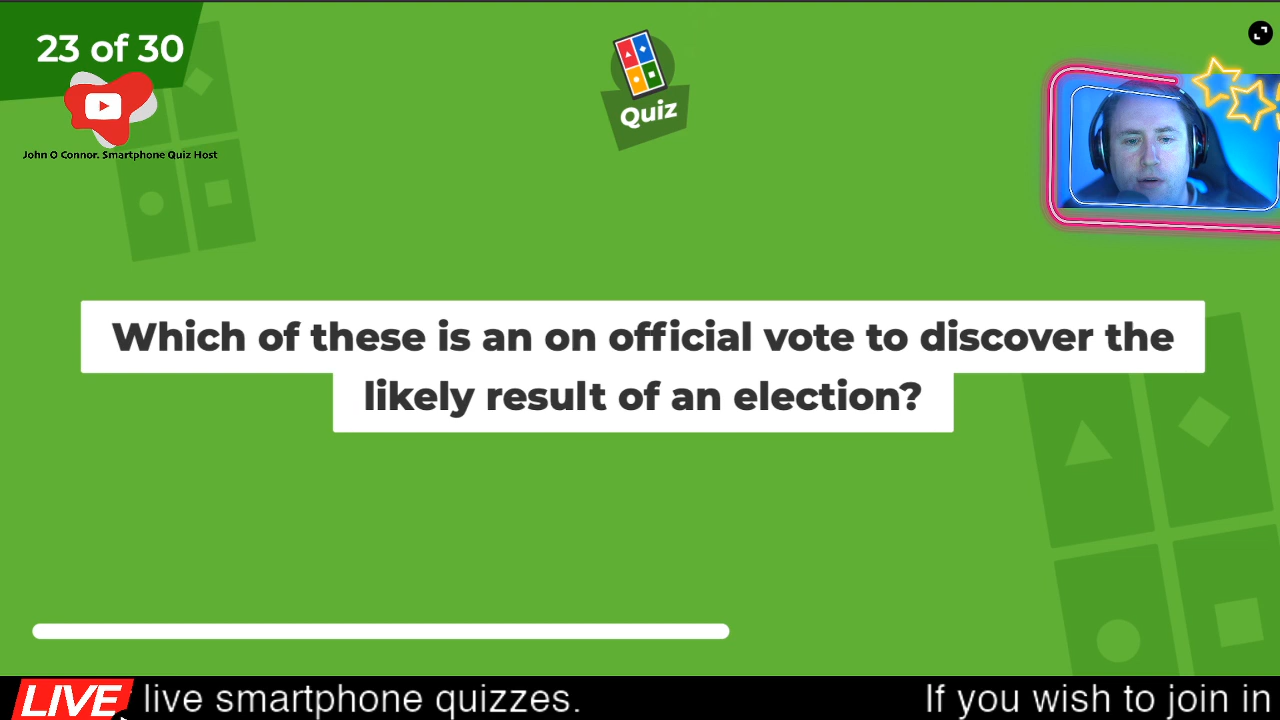 23 of 30
John O Connor. Smartphone Quiz Host
Quiz
Which of these is an on official vote to discover the
likely result of an election?
LIVE live smartphone quizzes. If you wish to join in